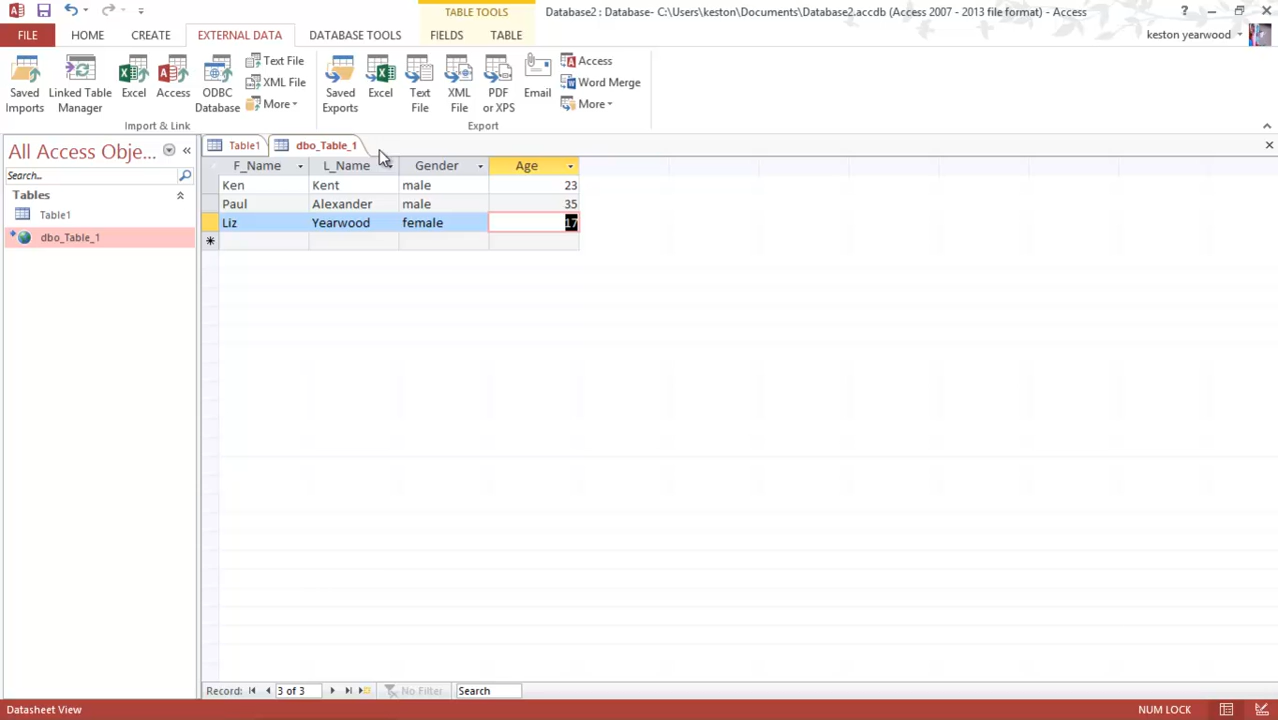 TABLE TOOLS
Database2 : Database- C:\Users\keston\Documents\Database2.accdb (Access 2007 - 2013 file format) - Access
FILE HOME CREATE EXTERNAL DATA DATABASE TOOLS FIELDS TABLE keston yearwood
Saved Imports
Linked Table Manager
Excel
Access
ODBC Database
Text File
XML File
More
Import & Link
Saved Exports
Excel
Text File
XML File
PDF or XPS
Email
Access
Word Merge
More
Export
All Access Obje...
Search...
Tables
Table1
dbo_Table_1
Table1 dbo_Table_1
F_Name L_Name Gender Age
Ken Kent male 23
Paul Alexander male 35
Liz Yearwood female 17
Record: 3 of 3 No Filter Search
Datasheet View NUM LOCK